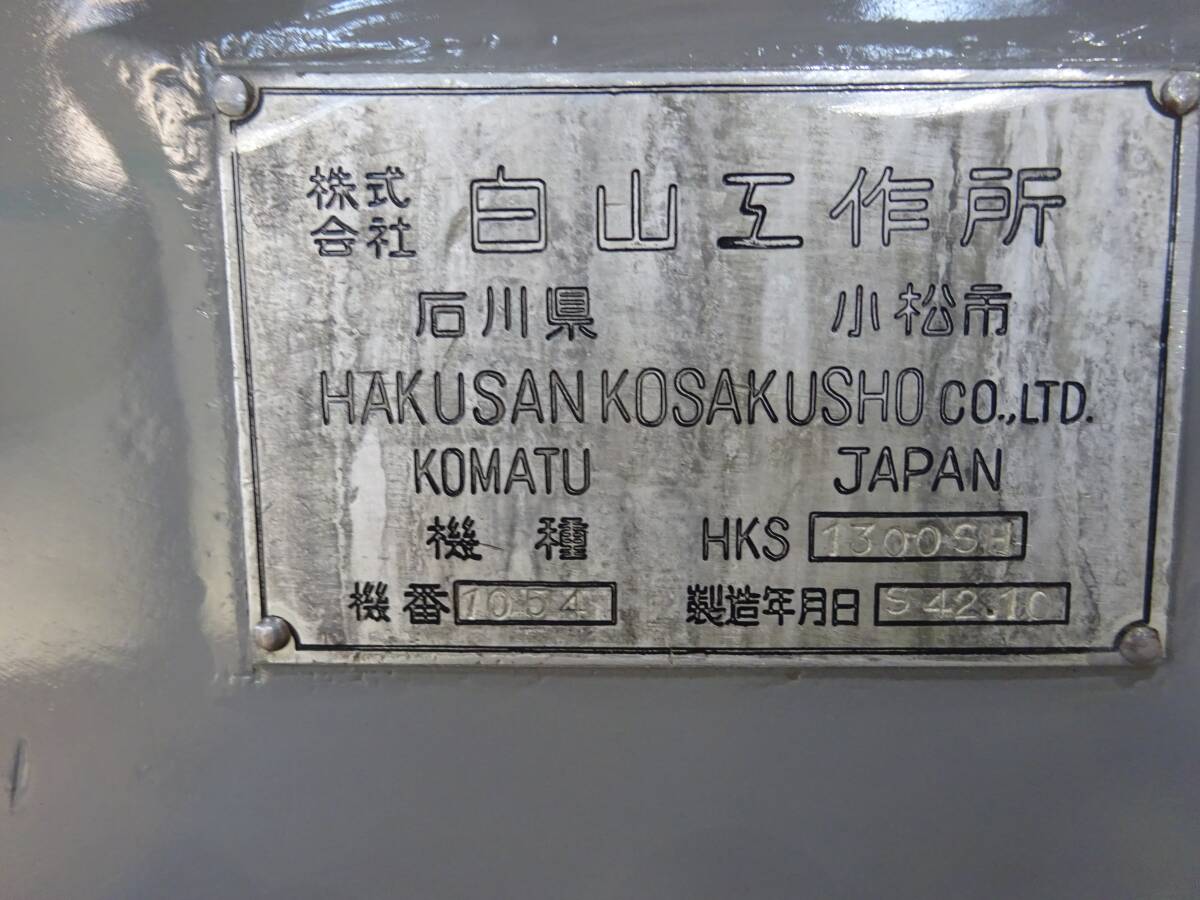 株式会社 白山工作所
石川県 小松市
HAKUSAN KOSAKUSHO CO.,LTD.
KOMATU JAPAN
機種 HKS 1300SH
機番 1054 製造年月日 S42.10